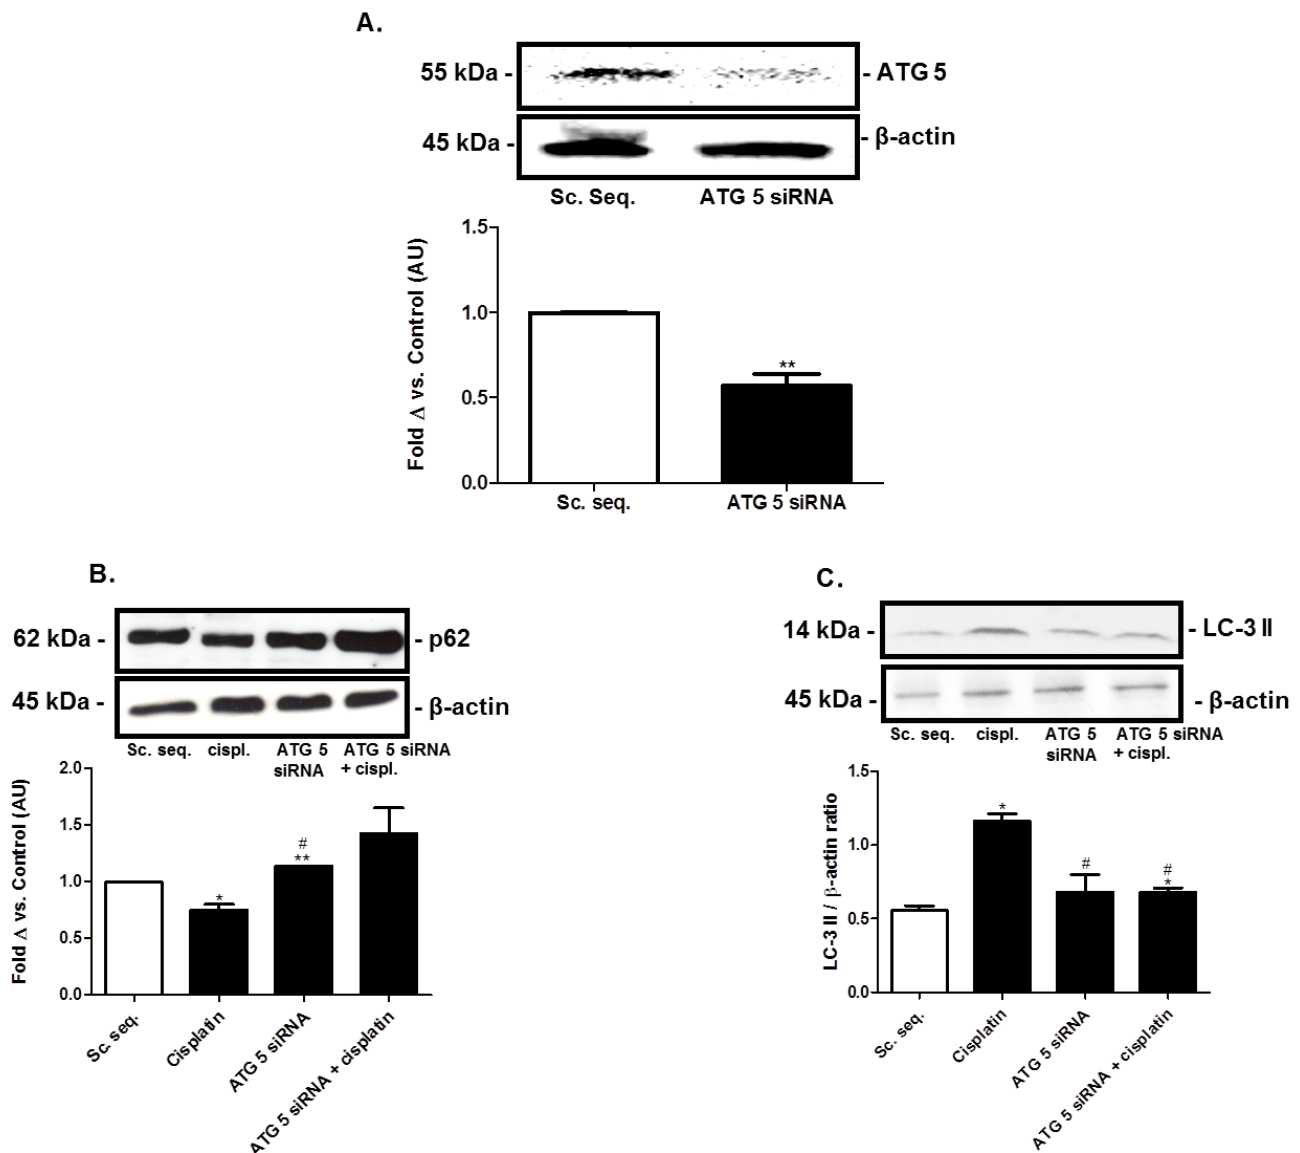 A.
55 kDa - - ATG 5
45 kDa - - β-actin
Sc. Seq. ATG 5 siRNA
Fold Δ vs. Control (AU)
1.5
1.0
0.5
0.0
**
Sc. seq. ATG 5 siRNA
B.
62 kDa - - p62
45 kDa - - β-actin
Sc. seq. cispl. ATG 5 ATG 5 siRNA
siRNA + cispl.
Fold Δ vs. Control (AU)
2.0
1.5
1.0
0.5
0.0
*
#
**
Sc. seq.
Cisplatin
ATG 5 siRNA
ATG 5 siRNA + cisplatin
C.
14 kDa - - LC-3 II
45 kDa - - β-actin
Sc. seq. cispl. ATG 5 ATG 5 siRNA
siRNA + cispl.
LC-3 II / β-actin ratio
1.5
1.0
0.5
0.0
*
#
#
*
Sc. seq.
Cisplatin
ATG 5 siRNA
ATG 5 siRNA + cisplatin